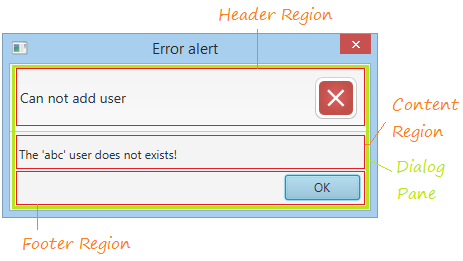 Header Region
Error alert
Can not add user
Content
Region
The 'abc' user does not exists!
Dialog
Pane
OK
Footer Region